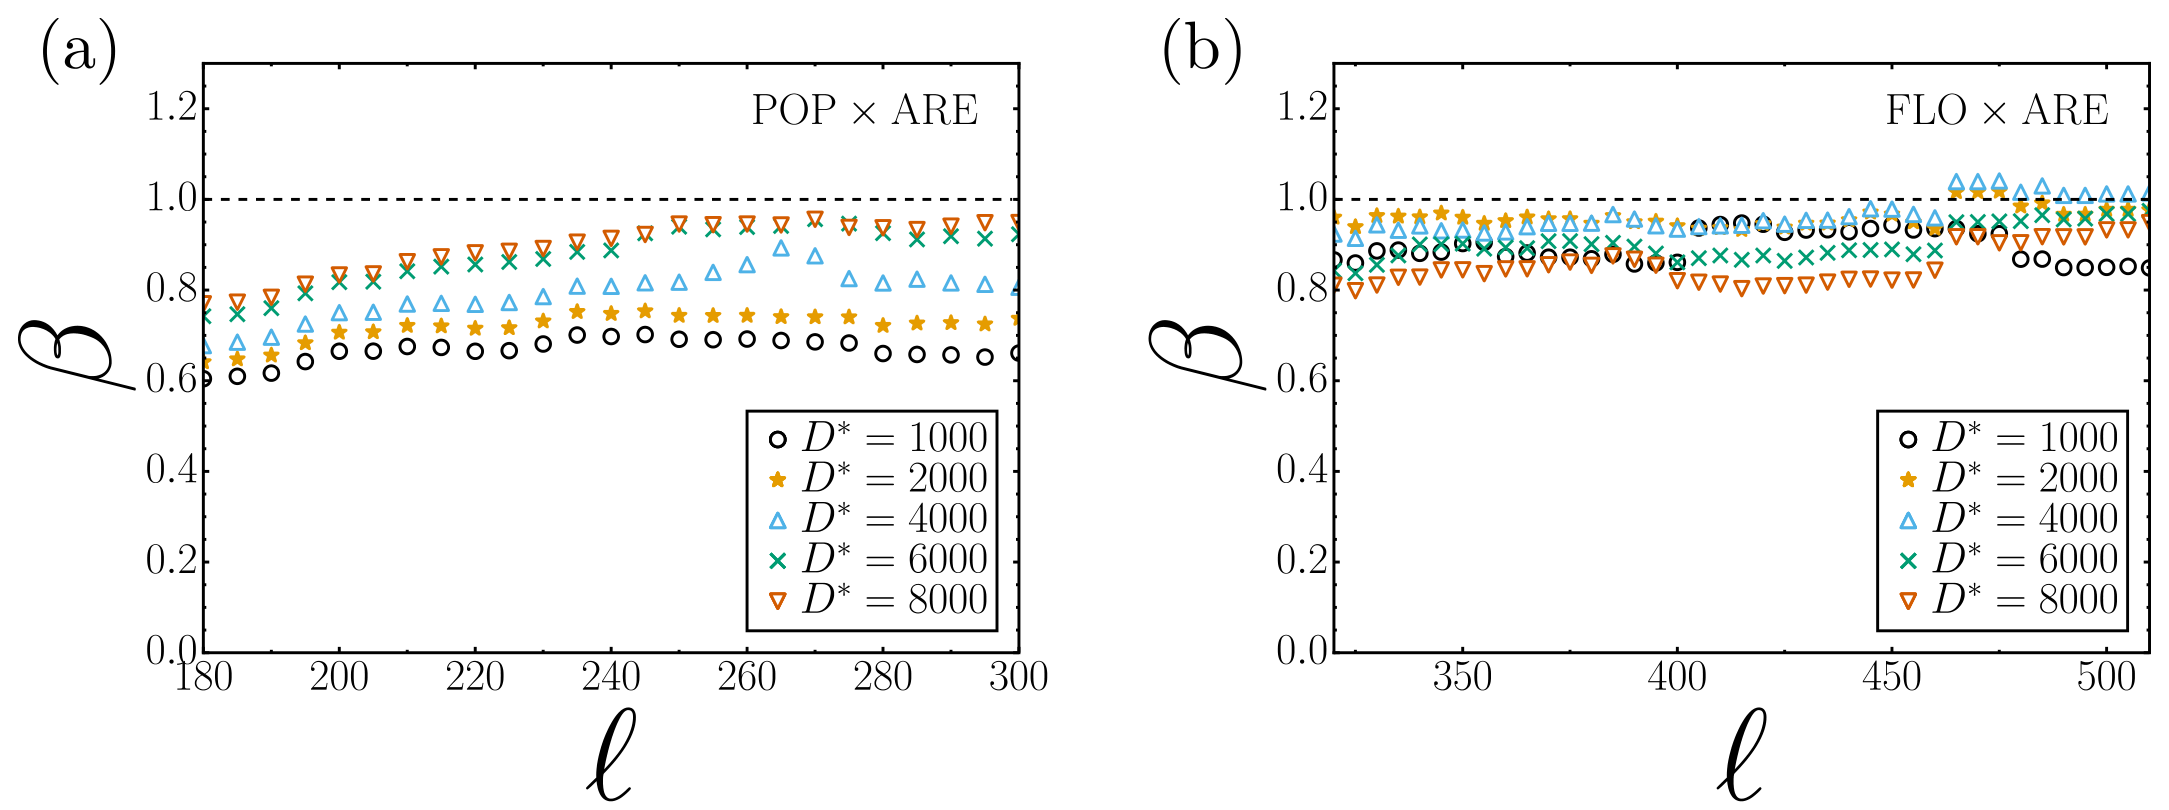 (a)
POP × ARE
β
1.2
1.0
0.8
0.6
0.4
0.2
0.0
D* = 1000
D* = 2000
D* = 4000
D* = 6000
D* = 8000
180 200 220 240 260 280 300
ℓ
(b)
FLO × ARE
β
1.2
1.0
0.8
0.6
0.4
0.2
0.0
D* = 1000
D* = 2000
D* = 4000
D* = 6000
D* = 8000
350 400 450 500
ℓ